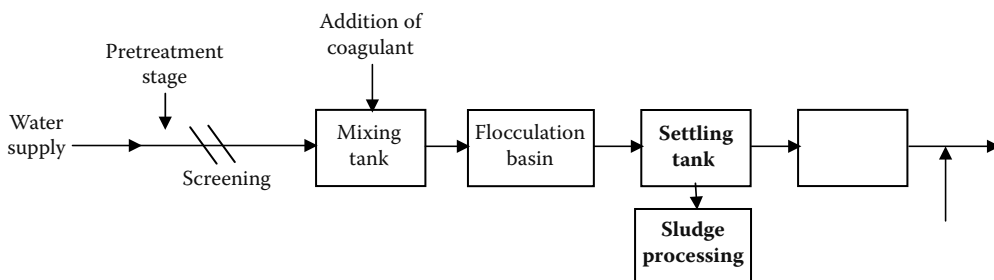 Addition of
coagulant
Pretreatment
stage
Water
supply
Screening
Mixing
tank
Flocculation
basin
Settling
tank
Sludge
processing